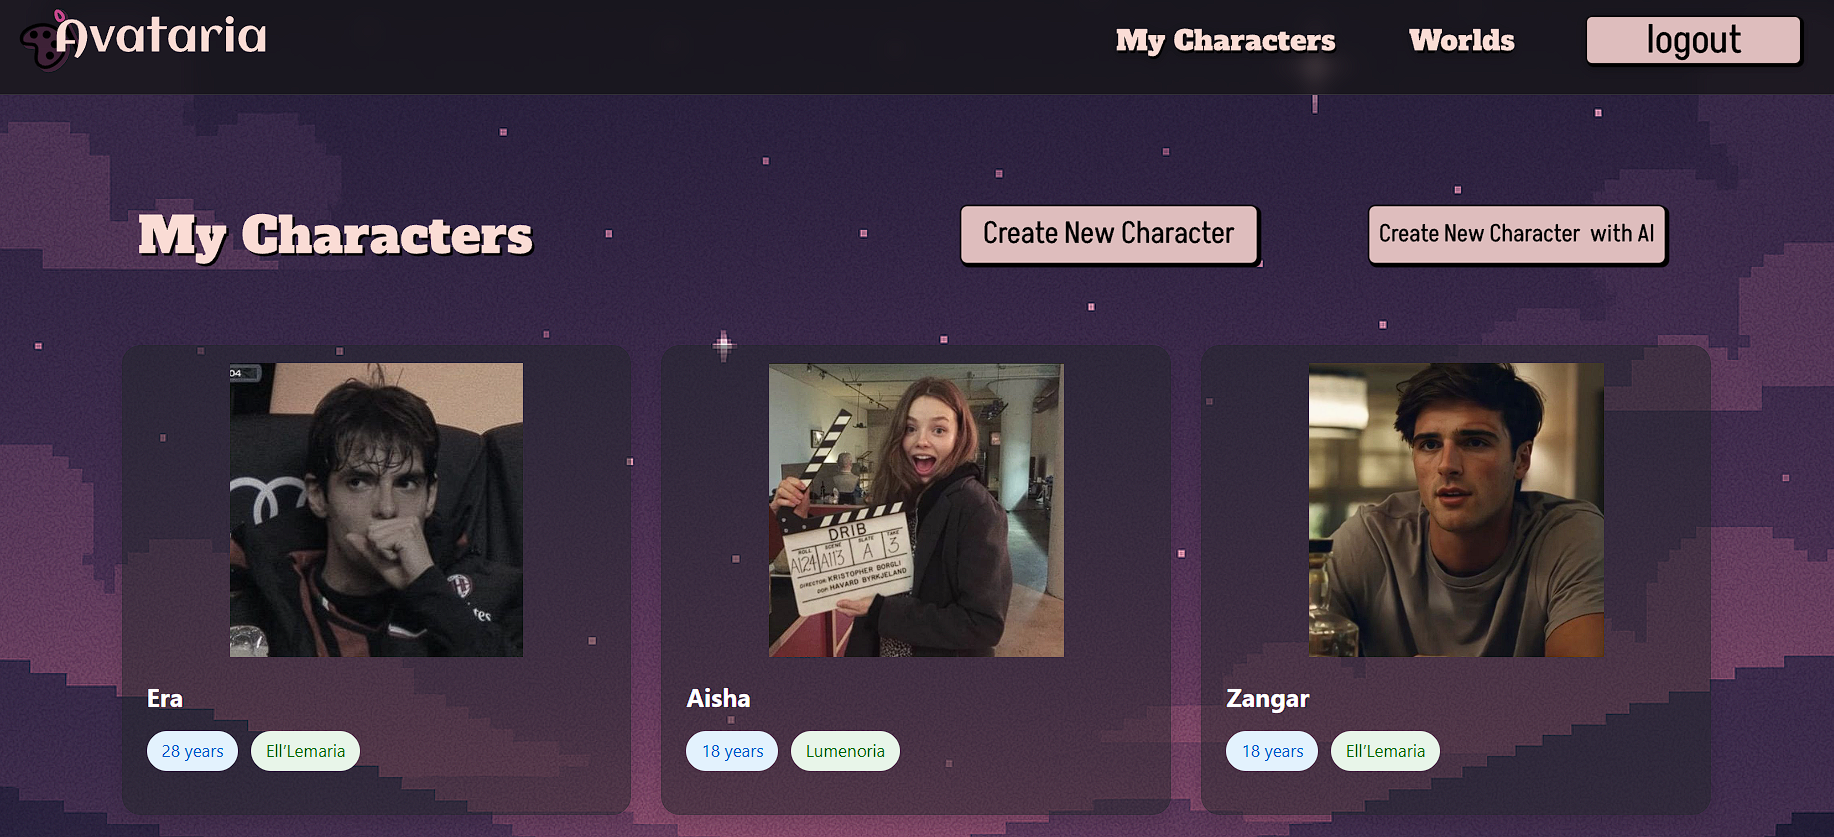 Avataria
My Characters
Worlds
logout
My Characters
Create New Character
Create New Character with AI
04
DRIB
ROLL SCENE SLATE TAKE
A124 A113 A 3
DIRECTOR: KRISTOPHER BORGLI
DOP: HAVARD BYRKJELAND
Era
28 years
Ell'Lemaria
Aisha
18 years
Lumenoria
Zangar
18 years
Ell'Lemaria